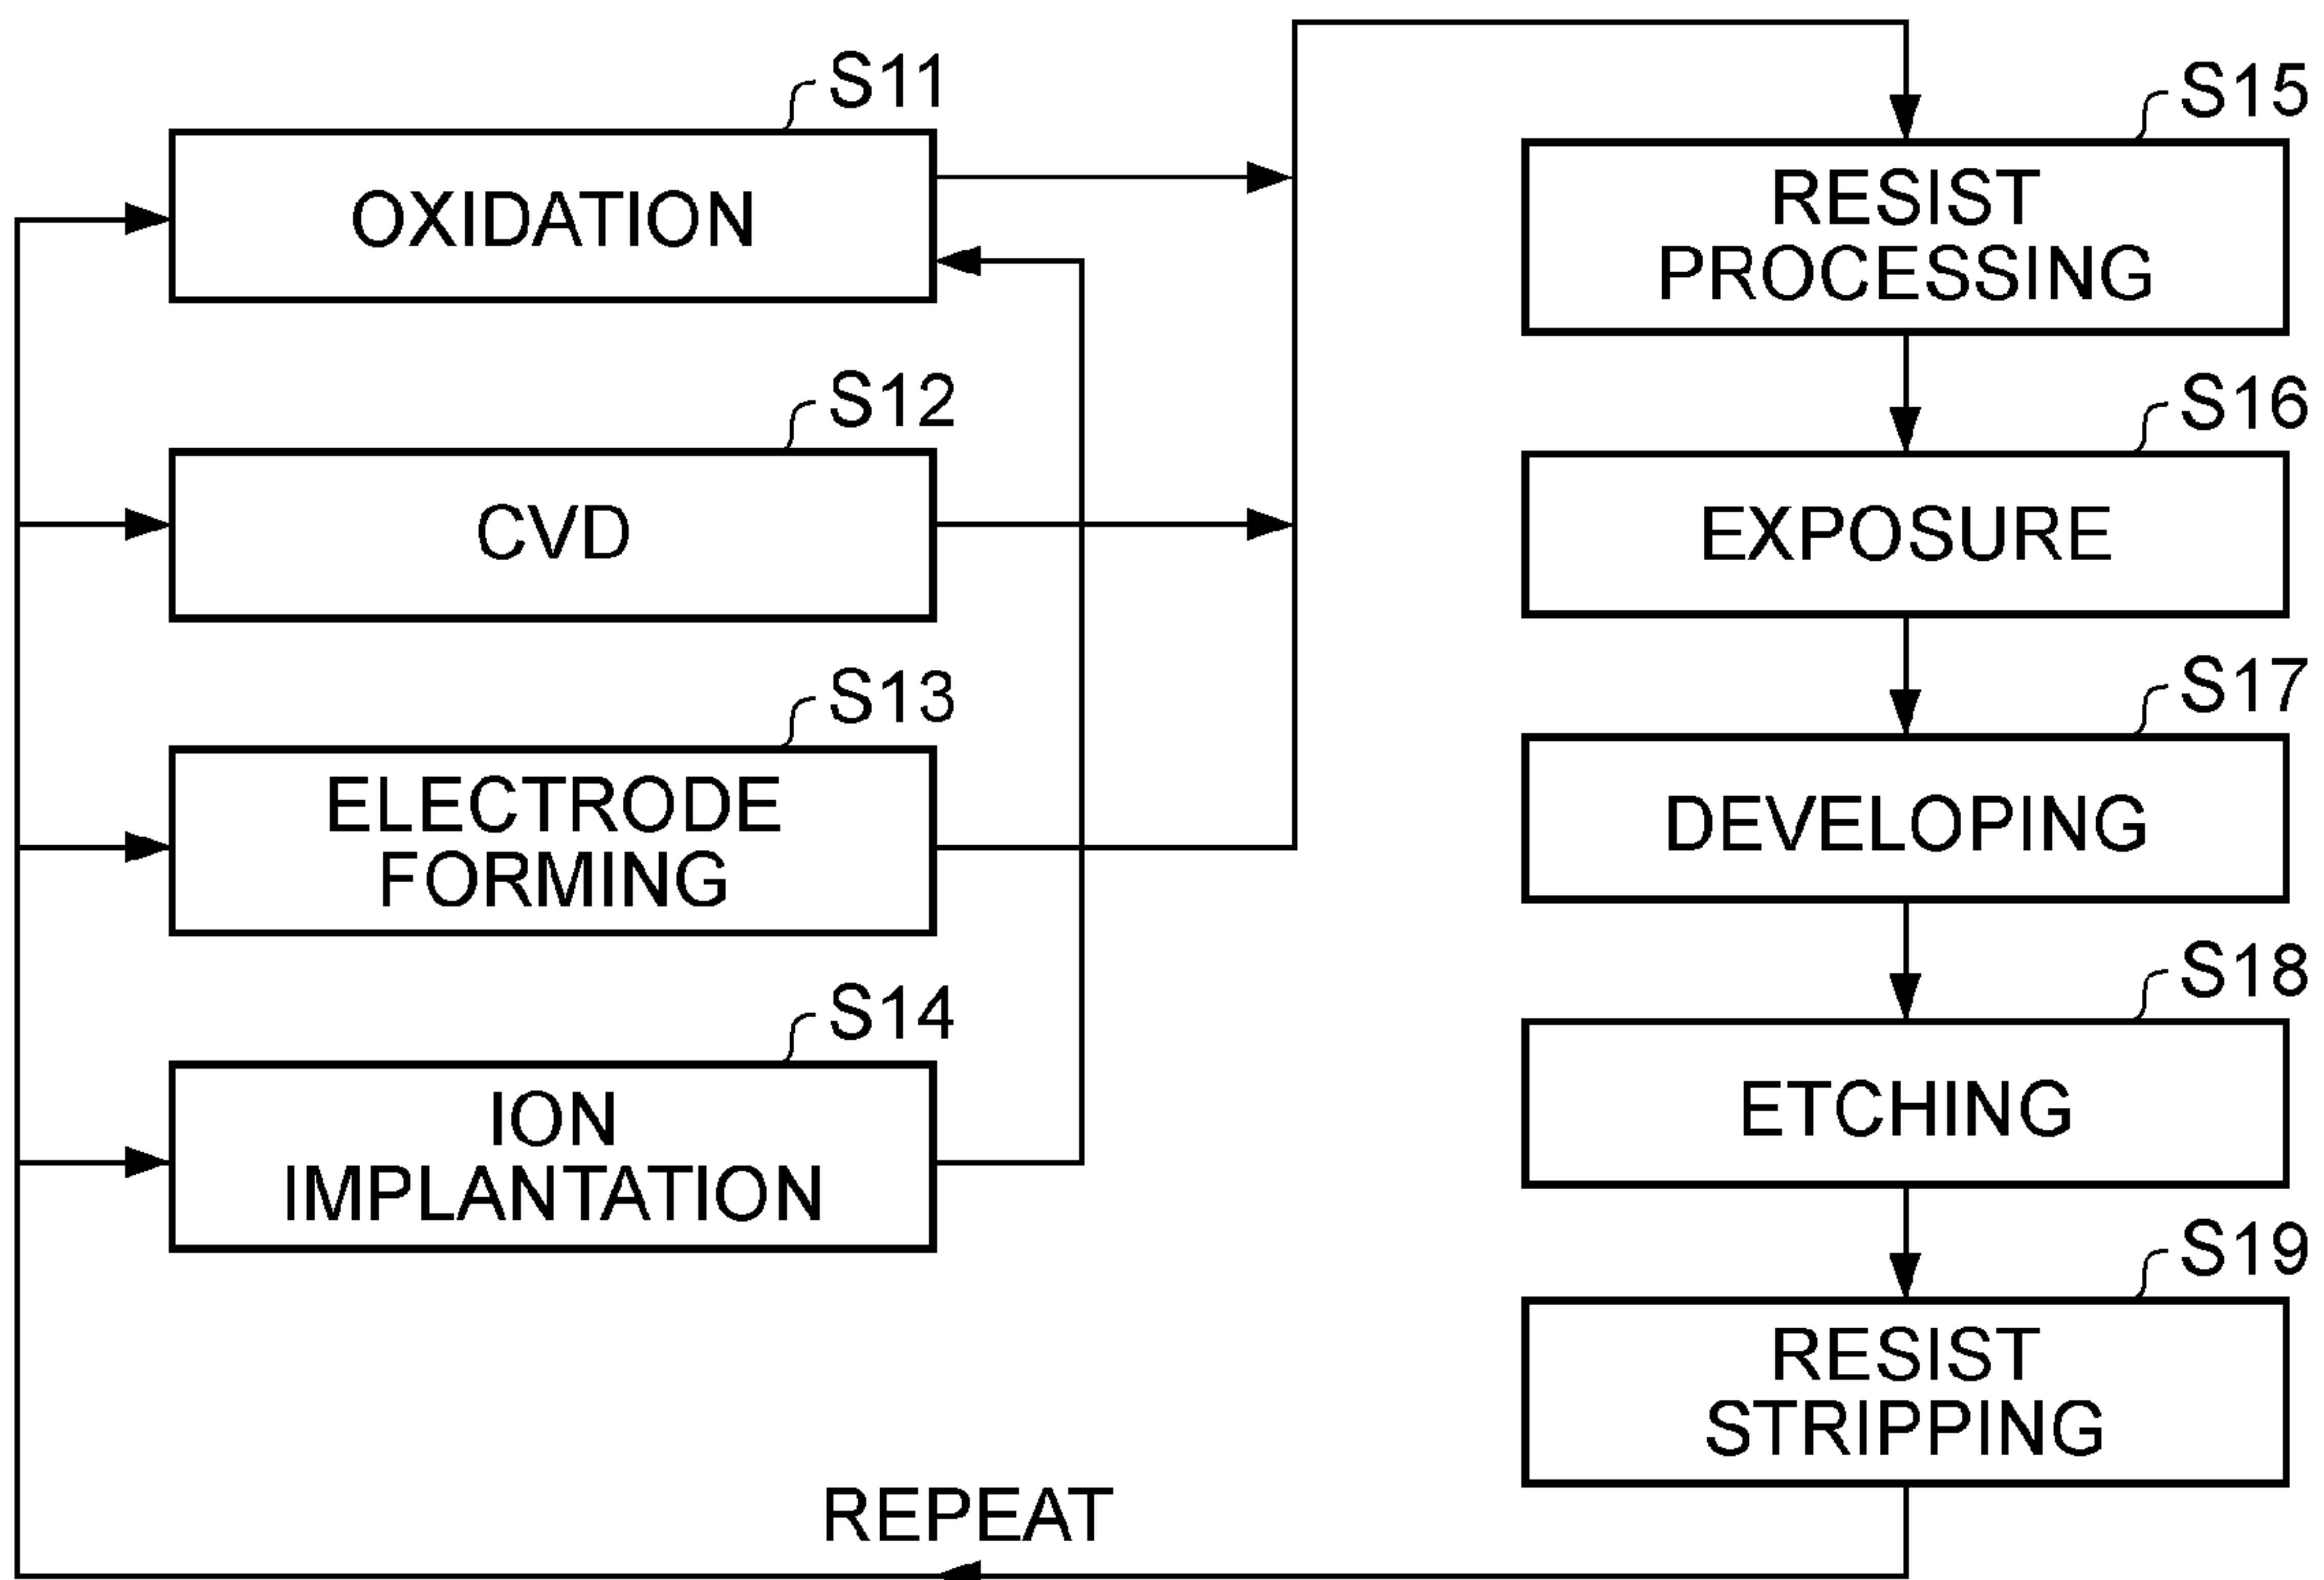 S11
OXIDATION
S12
CVD
S13
ELECTRODE
FORMING
S14
ION
IMPLANTATION
S15
RESIST
PROCESSING
S16
EXPOSURE
S17
DEVELOPING
S18
ETCHING
S19
RESIST
STRIPPING
REPEAT